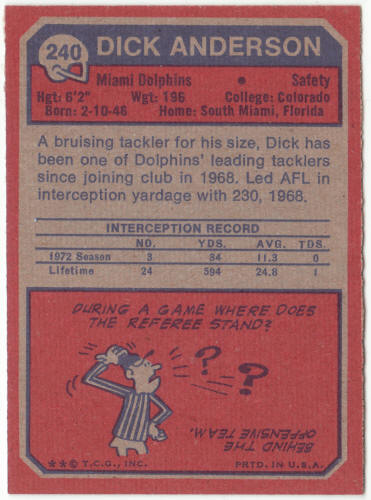 240 DICK ANDERSON
Miami Dolphins • Safety
Hgt: 6'2" Wgt: 196 College: Colorado
Born: 2-10-46 Home: South Miami, Florida
A bruising tackler for his size, Dick has
been one of Dolphins' leading tacklers
since joining club in 1968. Led AFL in
interception yardage with 230, 1968.
INTERCEPTION RECORD
NO. YDS. AVG. TDS.
1972 Season 3 34 11.3 0
Lifetime 24 594 24.8 1
DURING A GAME WHERE DOES
THE REFEREE STAND?
? ?
BEHIND THE
OFFENSIVE TEAM.
**© T.C.G., INC. PRTD. IN U.S.A.